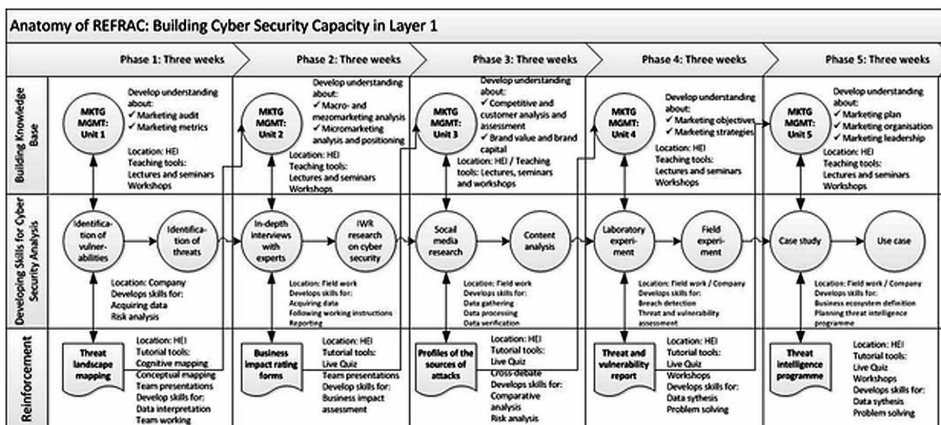 Anatomy of REFRAC: Building Cyber Security Capacity in Layer 1
Phase 1: Three weeks
Phase 2: Three weeks
Phase 3: Three weeks
Phase 4: Three weeks
Phase 5: Three weeks
Building Knowledge
Base
MKTG
MGMT:
Unit 1
Develop understanding
about:
✓ Marketing audit
✓ Marketing metrics
Location: HEI
Teaching tools:
Lectures and seminars
Workshops
MKTG
MGMT:
Unit 2
Develop understanding
about:
✓ Macro- and
mezomarketing analysis
✓ Micromarketing
analysis and positioning
Location: HEI
Teaching tools:
Lectures and seminars
Workshops
MKTG
MGMT:
Unit 3
Develop understanding
about:
✓ Competitive and
customer analysis and
assessment
✓ Brand value and brand
capital
Location: HEI / Teaching
tools: Lectures, seminars
and workshops
MKTG
MGMT:
Unit 4
Develop understanding
about:
✓ Marketing objectives
✓ Marketing strategies
Location: HEI
Teaching tools:
Lectures and seminars
Workshops
MKTG
MGMT:
Unit 5
Develop understanding
about:
✓ Marketing plan
✓ Marketing organisation
✓ Marketing leadership
Location: HEI
Teaching tools:
Lectures and seminars
Workshops
Developing Skills for Cyber
Security Analysis
Identification
of vulner-
abilities
Identifica-
tion of
threats
Location: Company
Develops skills for:
Acquiring data
Risk analysis
In-depth
interviews
with
experts
IWR
research
on cyber
security
Location: Field work
Develops skills for:
Acquiring data
Following working instructions
Reporting
Socail
media
research
Content
analysis
Location: Field work
Develops skills for:
Data gathering
Data processing
Data verification
Laboratory
experi-
ment
Field
experi-
ment
Location: Field work / Company
Develops skills for:
Breach detection
Threat and vulnerability
assessment
Case study
Use case
Location: Field work / Company
Develops skills for:
Business ecosystem definition
Planning threat intelligence
programme
Reinforcement
Threat
landscape
mapping
Location: HEI
Tutorial tools:
Cognitive mapping
Conceptual mapping
Team presentations
Develop skills for:
Data interpretation
Team working
Business
impact rating
forms
Location: HEI
Tutorial tools:
Live Quiz
Team presentations
Develop skills for:
Business impact
assessment
Profiles of the
sources of
attacks
Location: HEI
Tutorial tools:
Live Quiz
Cross debate
Develops skills for:
Comparative
analysis
Risk analysis
Threat and
vulnerability
report
Location: HEI
Tutorial tools:
Live Quiz
Workshops
Develops skills for:
Data sythesis
Problem solving
Threat
intelligence
programme
Location: HEI
Tutorial tools:
Live Quiz
Workshops
Develops skills for:
Data sythesis
Problem solving